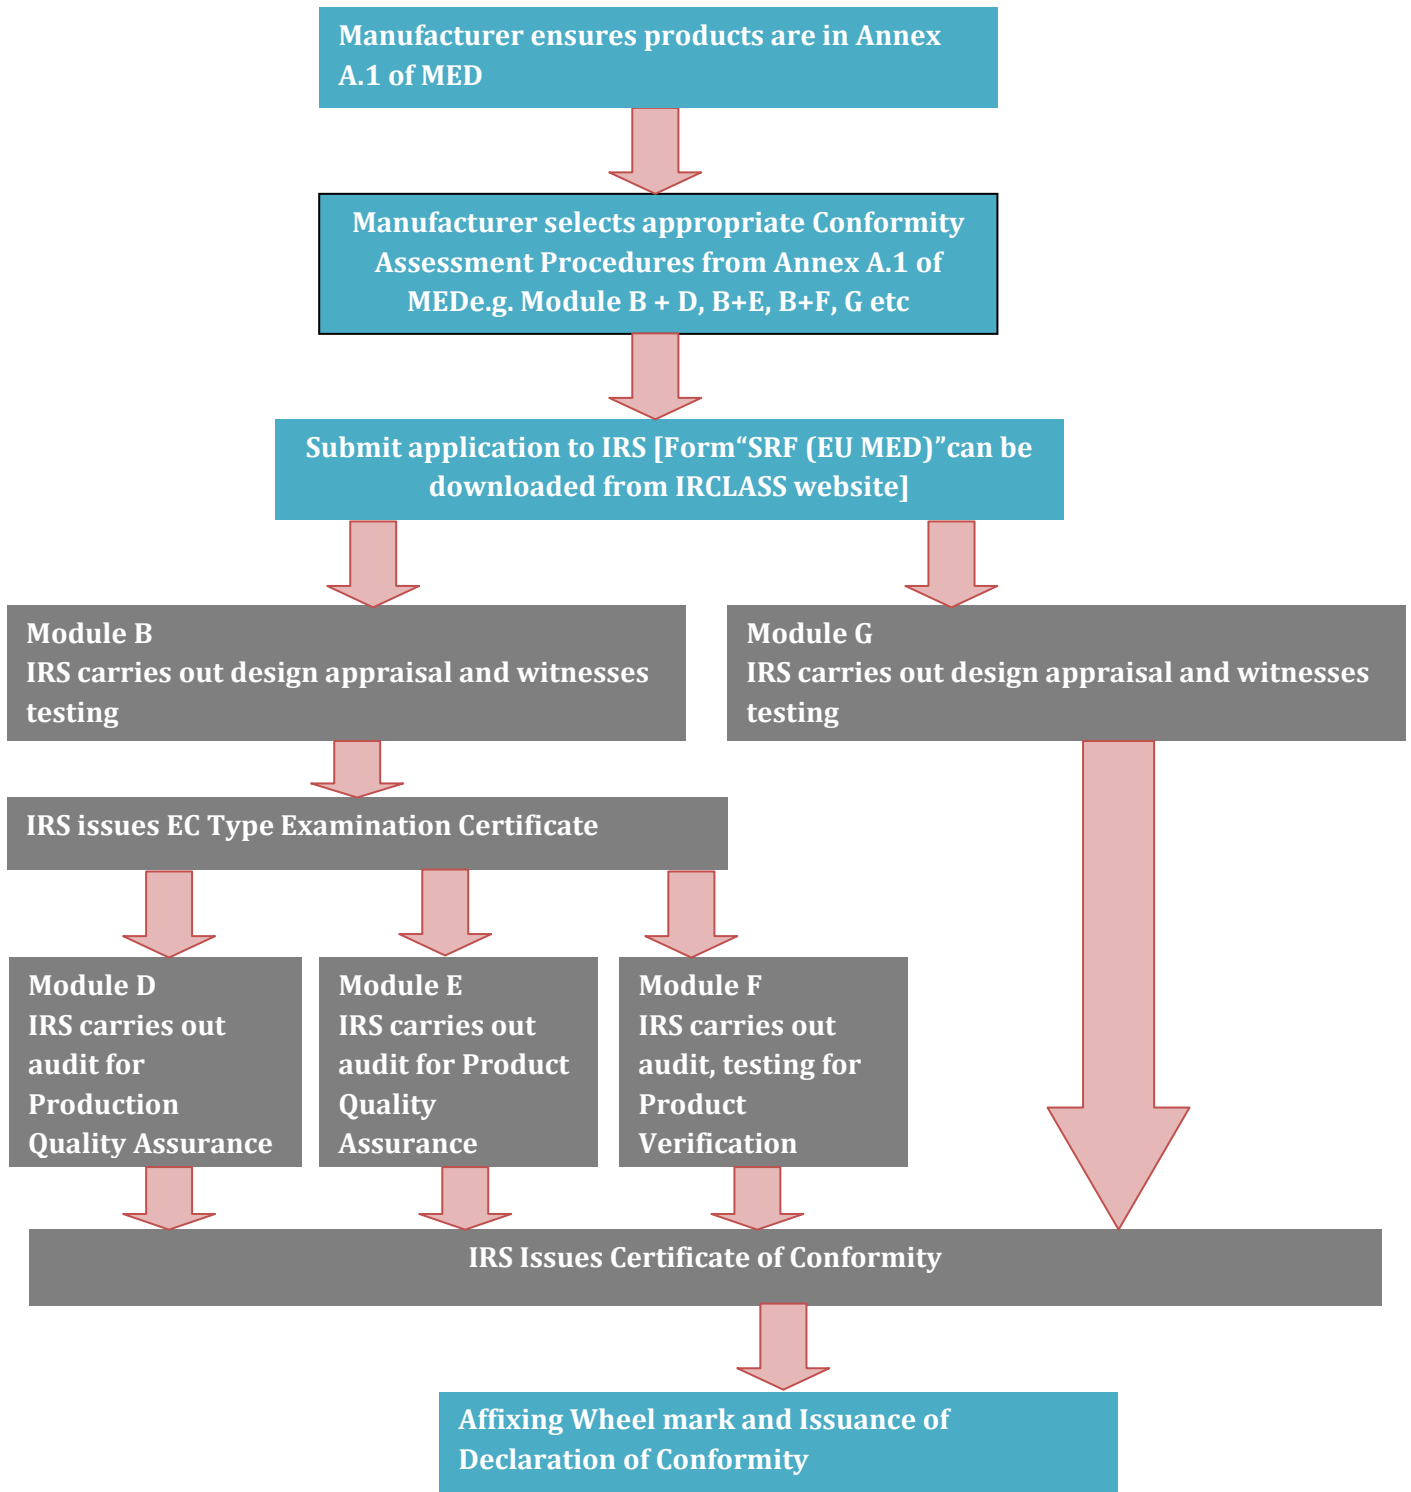 Manufacturer ensures products are in Annex
A.1 of MED
Manufacturer selects appropriate Conformity
Assessment Procedures from Annex A.1 of
MEDe.g. Module B + D, B+E, B+F, G etc
Submit application to IRS [Form“SRF (EU MED)”can be
downloaded from IRCLASS website]
Module B
IRS carries out design appraisal and witnesses
testing
Module G
IRS carries out design appraisal and witnesses
testing
IRS issues EC Type Examination Certificate
Module D
IRS carries out
audit for
Production
Quality Assurance
Module E
IRS carries out
audit for Product
Quality
Assurance
Module F
IRS carries out
audit, testing for
Product
Verification
IRS Issues Certificate of Conformity
Affixing Wheel mark and Issuance of
Declaration of Conformity